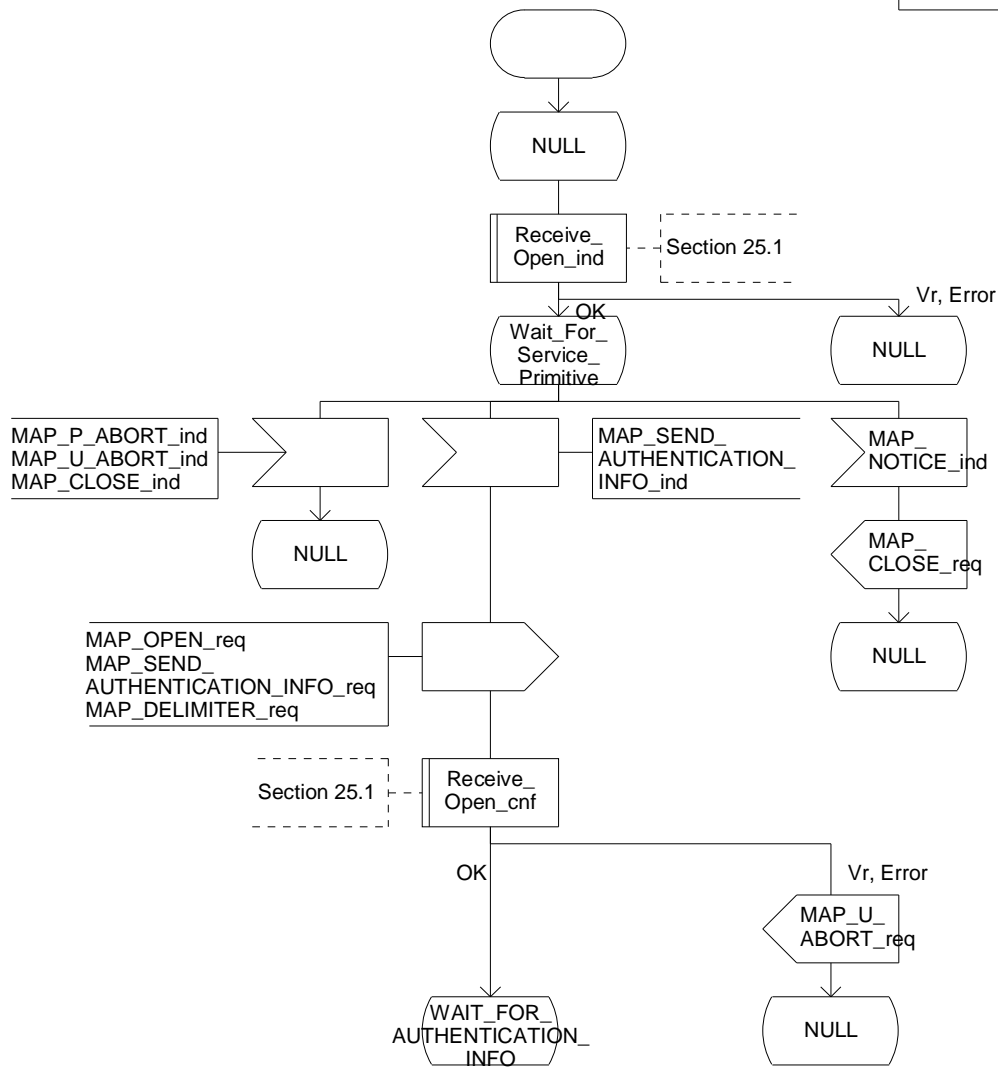 NULL
Receive_
Open_ind
Section 25.1
Vr, Error
OK
Wait_For_
Service_
Primitive
NULL
MAP_P_ABORT_ind
MAP_U_ABORT_ind
MAP_CLOSE_ind
MAP_SEND_
AUTHENTICATION_
INFO_ind
MAP_
NOTICE_ind
NULL
MAP_
CLOSE_req
MAP_OPEN_req
MAP_SEND_
AUTHENTICATION_INFO_req
MAP_DELIMITER_req
NULL
Section 25.1
Receive_
Open_cnf
OK
Vr, Error
MAP_U_
ABORT_req
WAIT_FOR_
AUTHENTICATION_
INFO
NULL